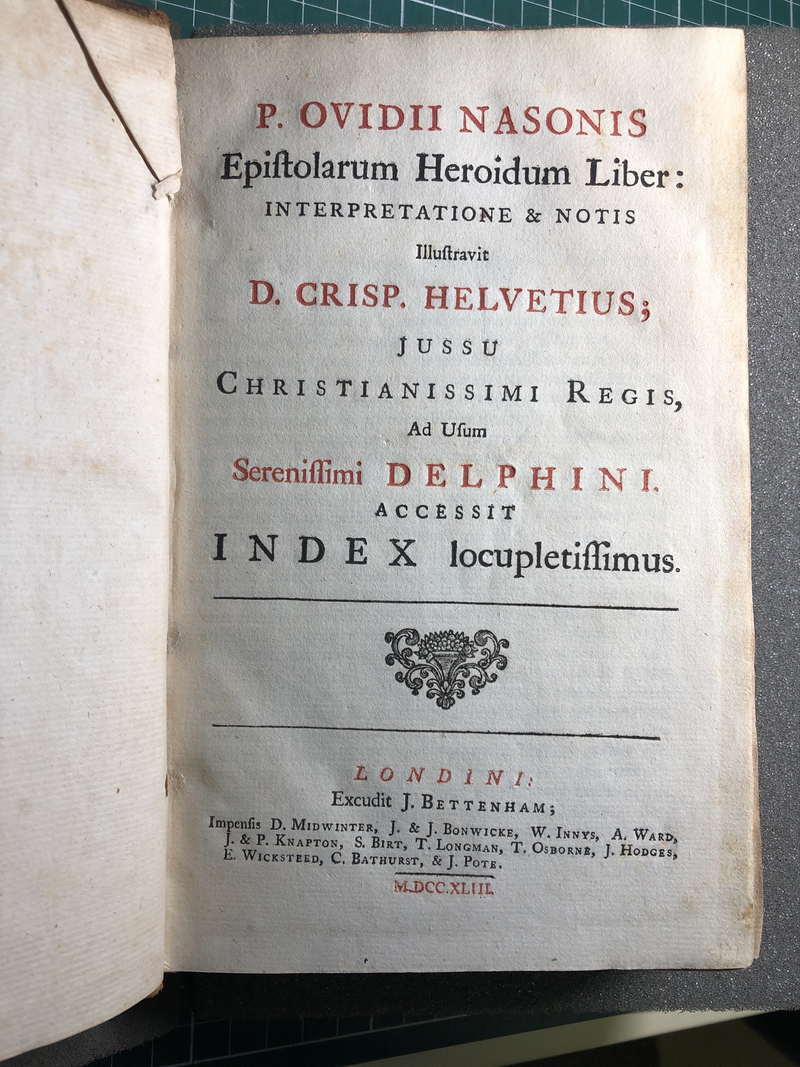 P. OVIDII NASONIS
Epiſtolarum Heroidum Liber:
INTERPRETATIONE & NOTIS
Illuſtravit
D. CRISP. HELVETIUS;
JUSSU
CHRISTIANISSIMI REGIS,
Ad Uſum
Sereniſſimi DELPHINI.
ACCESSIT
INDEX locupletiſſimus.
LONDINI:
Excudit J. BETTENHAM;
Impenſis D. MIDWINTER, J. & J. BONWICKE, W. INNYS, A. WARD,
J. & P. KNAPTON, S. BIRT, T. LONGMAN, T. OSBORNE, J. HODGES,
E. WICKSTEED, C. BATHURST, & J. POTE.
M.DCC.XLIII.